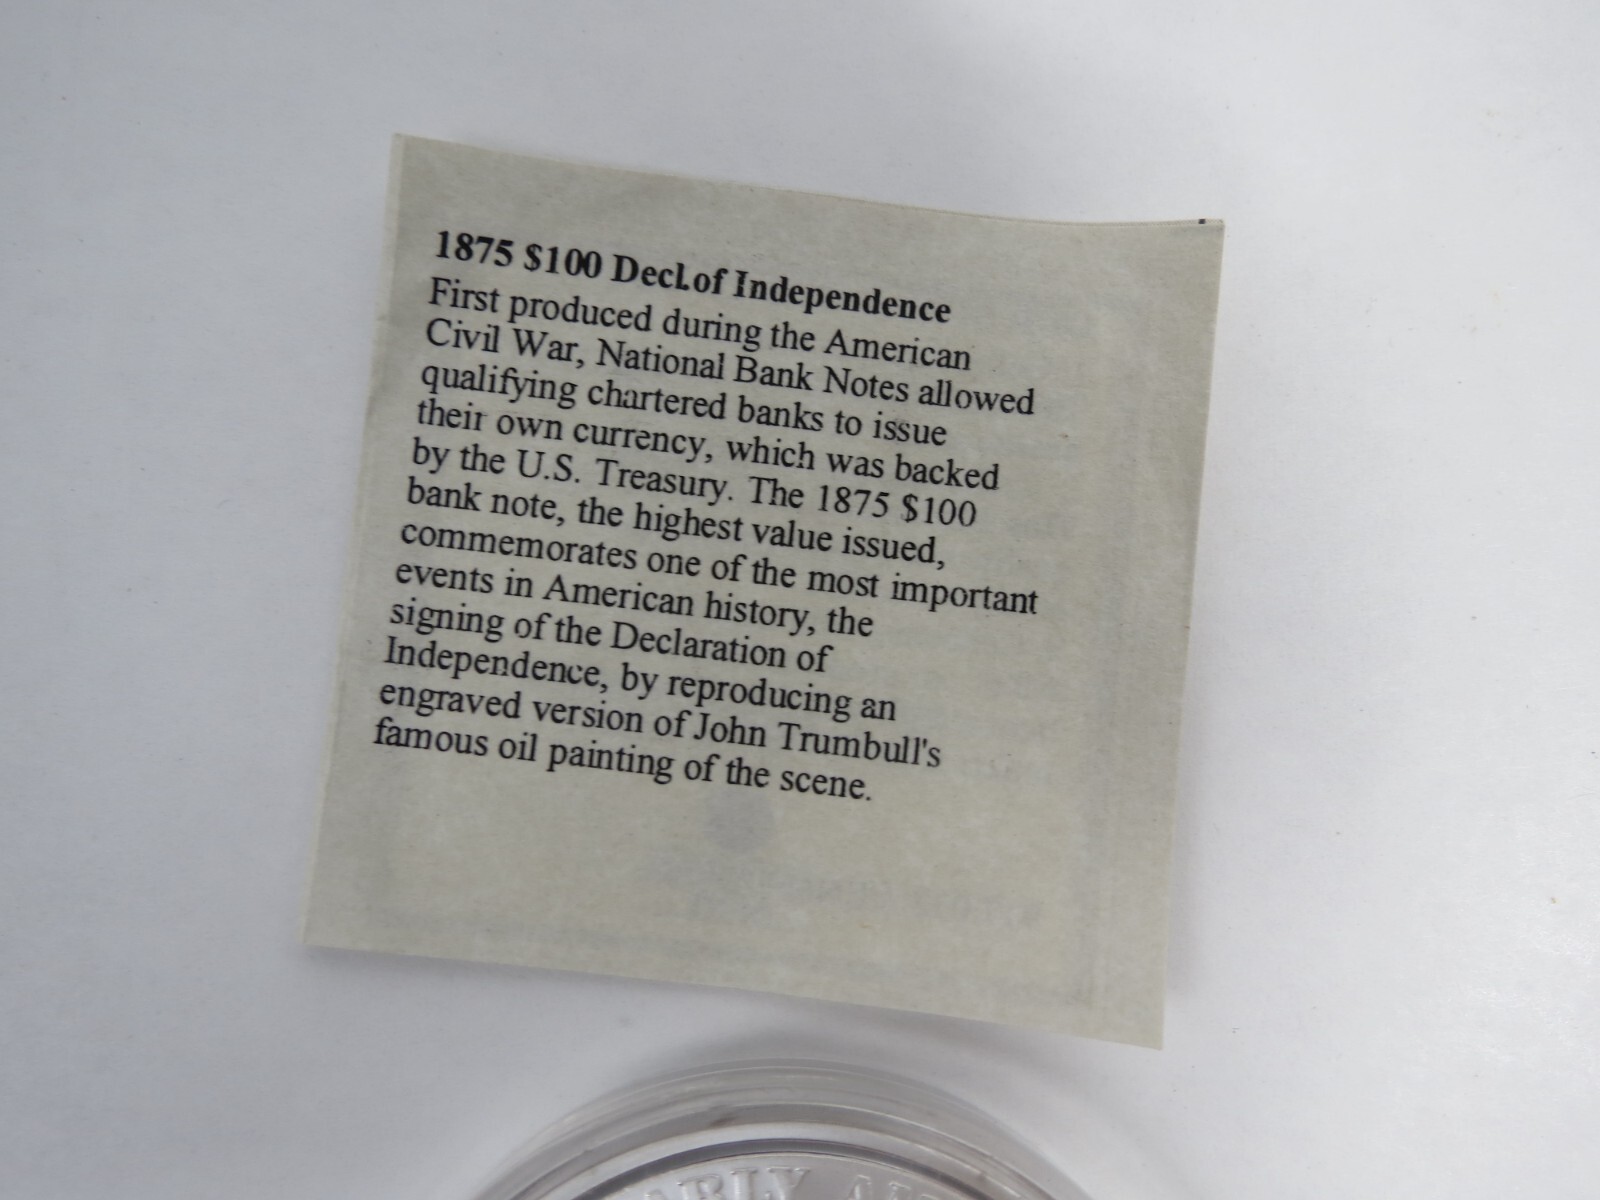 1875 $100 Decl.of Independence
First produced during the American
Civil War, National Bank Notes allowed
qualifying chartered banks to issue
their own currency, which was backed
by the U.S. Treasury. The 1875 $100
bank note, the highest value issued,
commemorates one of the most important
events in American history, the
signing of the Declaration of
Independence, by reproducing an
engraved version of John Trumbull's
famous oil painting of the scene.